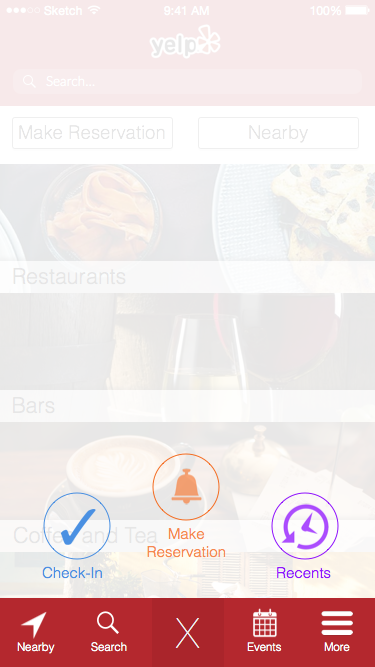 Sketch 9:41 AM 100%
yelp
Search...
Make Reservation Nearby
Restaurants
Bars
Coffee and Tea
Make
Reservation
Check-In Recents
Nearby Search X Events More